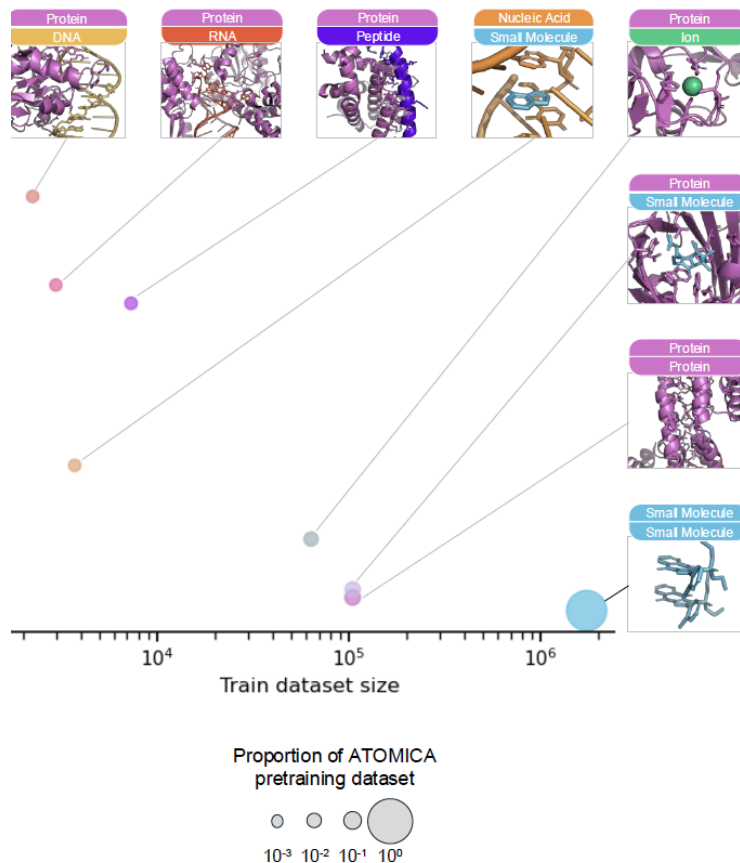 Protein
DNA
Protein
RNA
Protein
Peptide
Nucleic Acid
Small Molecule
Protein
Ion
Protein
Small Molecule
Protein
Protein
Small Molecule
Small Molecule
10⁴
10⁵
10⁶
Train dataset size
Proportion of ATOMICA
pretraining dataset
10⁻³
10⁻²
10⁻¹
10⁰